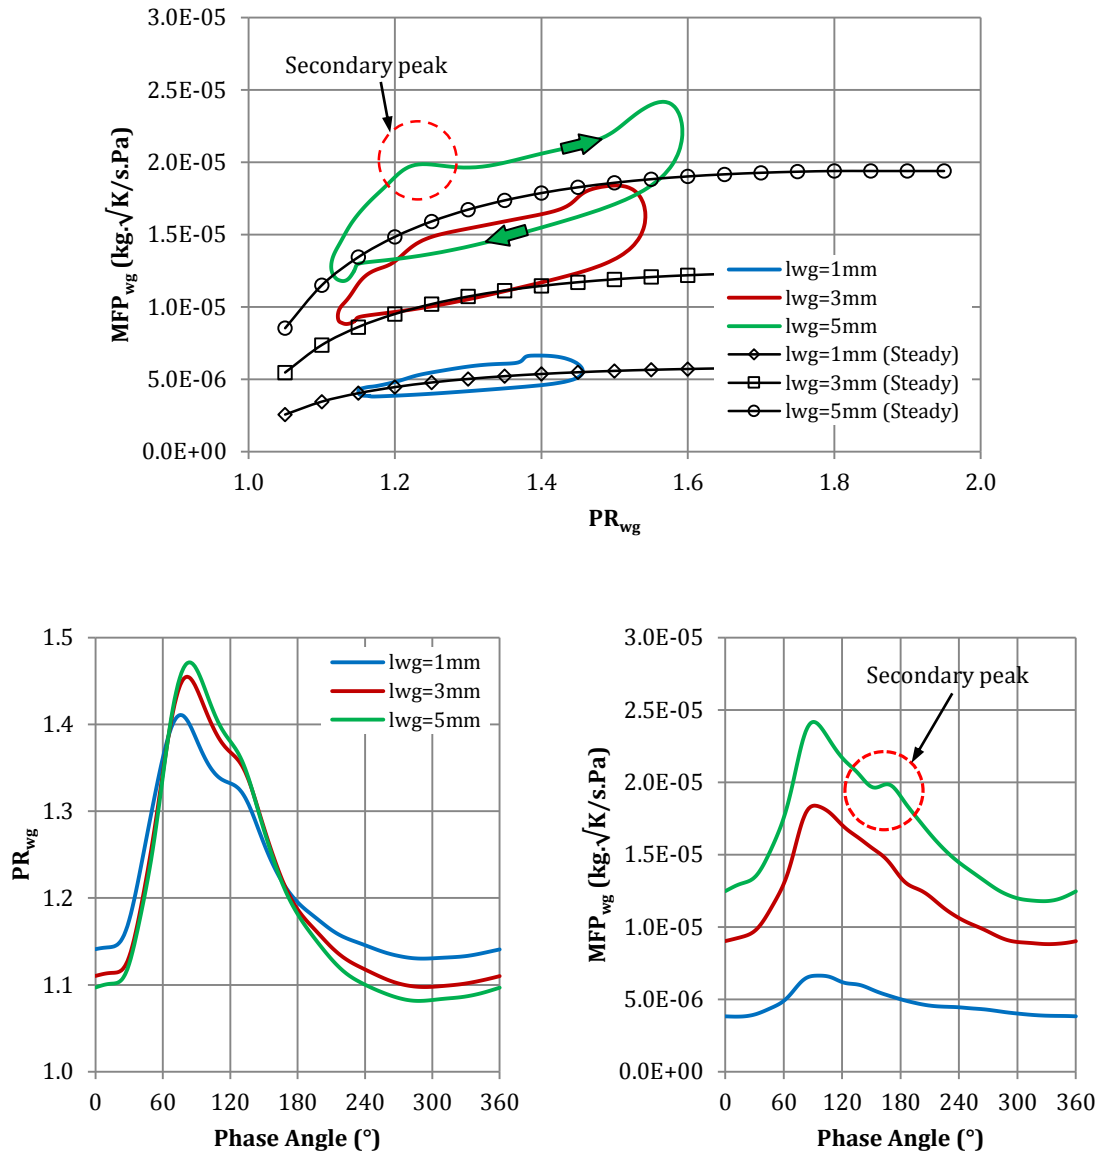 3.0E-05
2.5E-05
2.0E-05
1.5E-05
1.0E-05
5.0E-06
0.0E+00
MFPwg (kg.√K/s.Pa)
Secondary peak
lwg=1mm
lwg=3mm
lwg=5mm
lwg=1mm (Steady)
lwg=3mm (Steady)
lwg=5mm (Steady)
1.0 1.2 1.4 1.6 1.8 2.0
PRwg
1.5
1.4
1.3
1.2
1.1
1.0
PRwg
lwg=1mm
lwg=3mm
lwg=5mm
0 60 120 180 240 300 360
Phase Angle (°)
3.0E-05
2.5E-05
2.0E-05
1.5E-05
1.0E-05
5.0E-06
0.0E+00
MFPwg (kg.√K/s.Pa)
Secondary peak
0 60 120 180 240 300 360
Phase Angle (°)